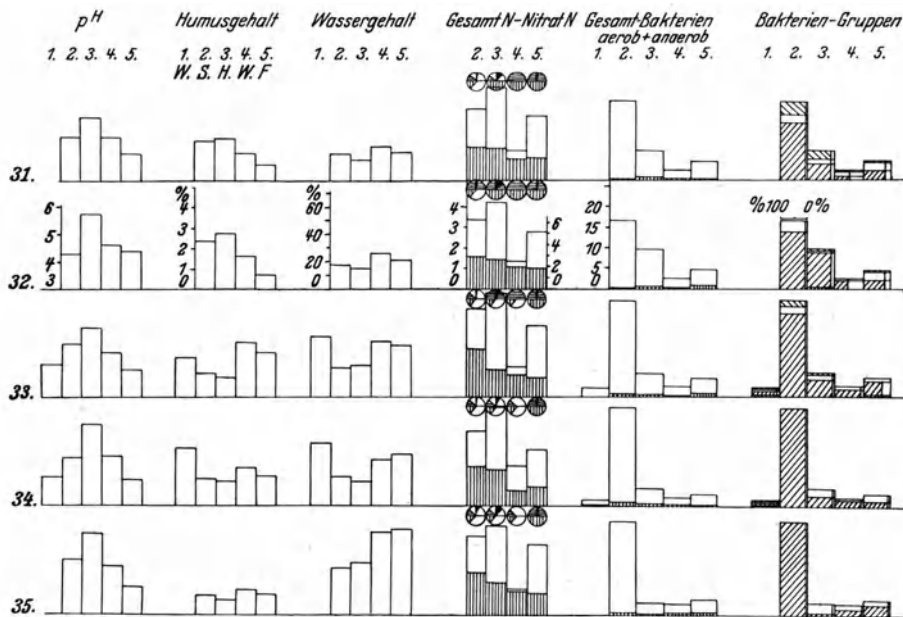 pH Humusgehalt Wassergehalt Gesamt N-Nitrat N Gesamt-Bakterien Bakterien-Gruppen
aerob+anaerob
1. 2. 3. 4. 5. 1. 2. 3. 4. 5. 1. 2. 3. 4. 5. 2. 3. 4. 5. 1. 2. 3. 4. 5. 1. 2. 3. 4. 5.
W. S. H. W. F
31.
% % %100 0%
6 4 60 4 6 20
5 3 40 3 4 15
4 2 20 2 2 10
3 1 0 1 0 5
0 0 0
32.
33.
34.
35.